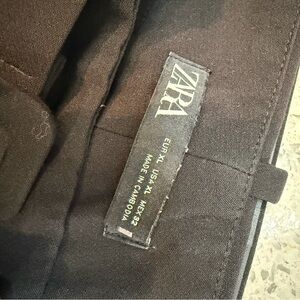 ZARA
EUR XL USA XL MEX 32
MADE IN CAMBODIA